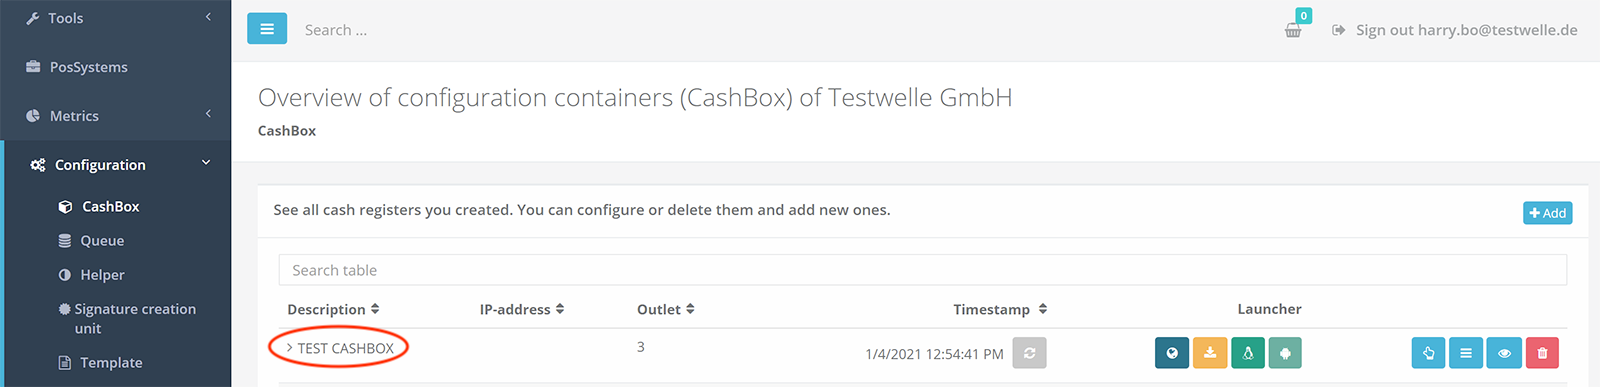 Tools
PosSystems
Metrics
Configuration
CashBox
Queue
Helper
Signature creation
unit
Template
Search ...
0
Sign out harry.bo@testwelle.de
Overview of configuration containers (CashBox) of Testwelle GmbH
CashBox
See all cash registers you created. You can configure or delete them and add new ones.
Add
Search table
Description IP-address Outlet Timestamp Launcher
TEST CASHBOX 3 1/4/2021 12:54:41 PM